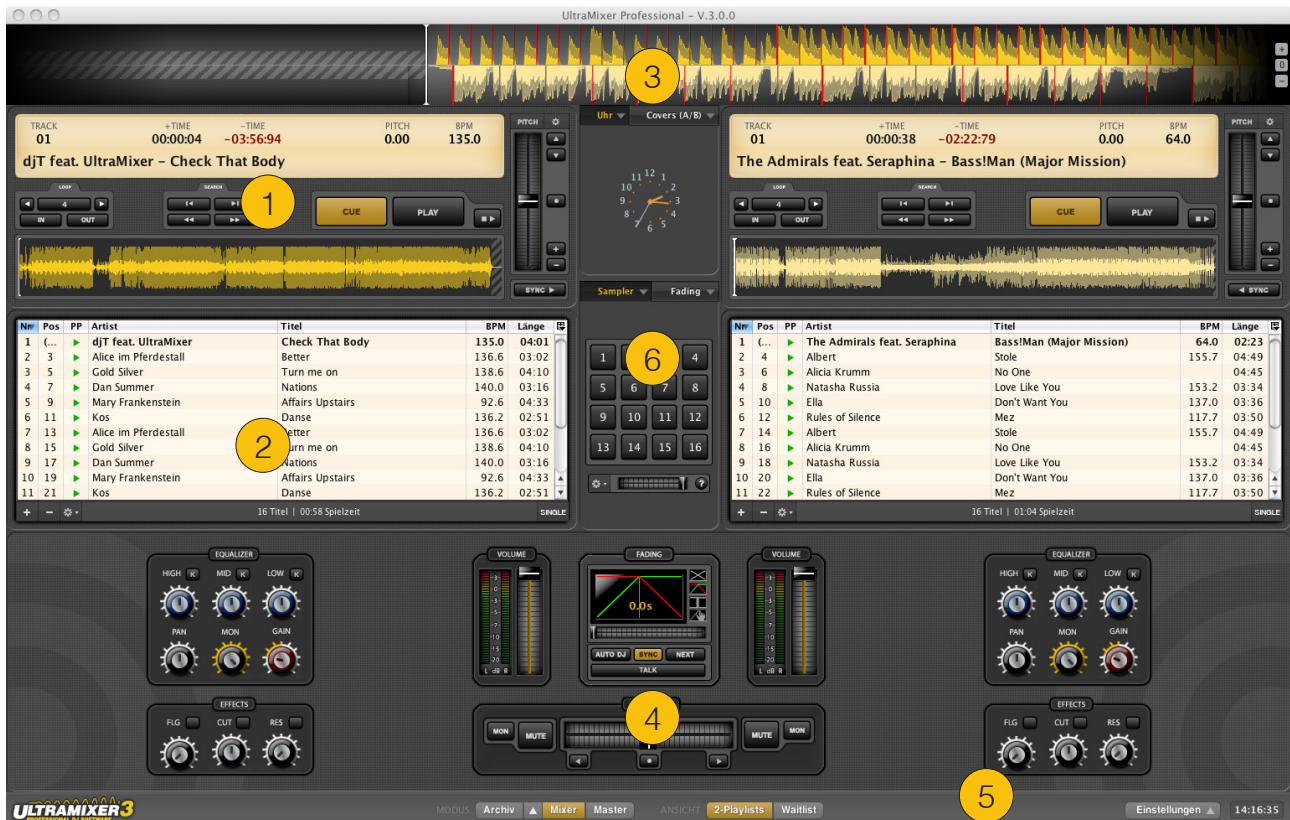 UltraMixer Professional – V.3.0.0
+
0
−
3
TRACK +TIME −TIME PITCH BPM
01 00:00:04 −03:56:94 0.00 135.0
djT feat. UltraMixer – Check That Body
PITCH
LOOP
4
IN OUT
SEARCH
1
CUE PLAY
+
−
SYNC
Uhr Covers (A/B)
12 1 2 3 4 5 6 7 8 9 10 11
TRACK +TIME −TIME PITCH BPM
01 00:00:38 −02:22:79 0.00 64.0
The Admirals feat. Seraphina – Bass!Man (Major Mission)
PITCH
LOOP
4
IN OUT
SEARCH
CUE PLAY
+
−
SYNC
Nr Pos PP Artist Titel BPM Länge
1 (... djT feat. UltraMixer Check That Body 135.0 04:01
2 3 Alice im Pferdestall Better 136.6 03:02
3 5 Gold Silver Turn me on 138.6 04:10
4 7 Dan Summer Nations 140.0 03:16
5 9 Mary Frankenstein Affairs Upstairs 92.6 04:33
6 11 Kos Danse 136.2 02:51
7 13 Alice im Pferdestall 136.6 03:02
8 15 Gold Silver 138.6 04:10
9 17 Dan Summer Nations 140.0 03:16
10 19 Mary Frankenstein Affairs Upstairs 92.6 04:33
11 21 Kos Danse 136.2 02:51
2
+ − 16 Titel | 00:58 Spielzeit SINGLE
Sampler Fading
1 4
5 6 7 8
9 10 11 12
13 14 15 16
6
?
Nr Pos PP Artist Titel BPM Länge
1 (... The Admirals feat. Seraphina Bass!Man (Major Mission) 64.0 02:23
2 4 Albert Stole 155.7 04:49
3 6 Alicia Krumm No One 04:45
4 8 Natasha Russia Love Like You 153.2 03:34
5 10 Ella Don't Want You 137.0 03:36
6 12 Rules of Silence Mez 117.7 03:50
7 14 Albert Stole 155.7 04:49
8 16 Alicia Krumm No One 04:45
9 18 Natasha Russia Love Like You 153.2 03:34
10 20 Ella Don't Want You 137.0 03:36
11 22 Rules of Silence Mez 117.7 03:50
+ − 16 Titel | 01:04 Spielzeit SINGLE
EQUALIZER
HIGH K MID K LOW K
PAN MON GAIN
EFFECTS
FLG CUT RES
VOLUME
L dB R
FADING
0.0s
AUTO DJ SYNC NEXT
TALK
VOLUME
L dB R
MON MUTE MUTE MON
4
EQUALIZER
HIGH K MID K LOW K
PAN MON GAIN
EFFECTS
FLG CUT RES
5
ULTRAMIXER3
PROFESSIONAL DJ SOFTWARE
MODUS Archiv Mixer Master ANSICHT 2-Playlists Waitlist Einstellungen 14:16:35